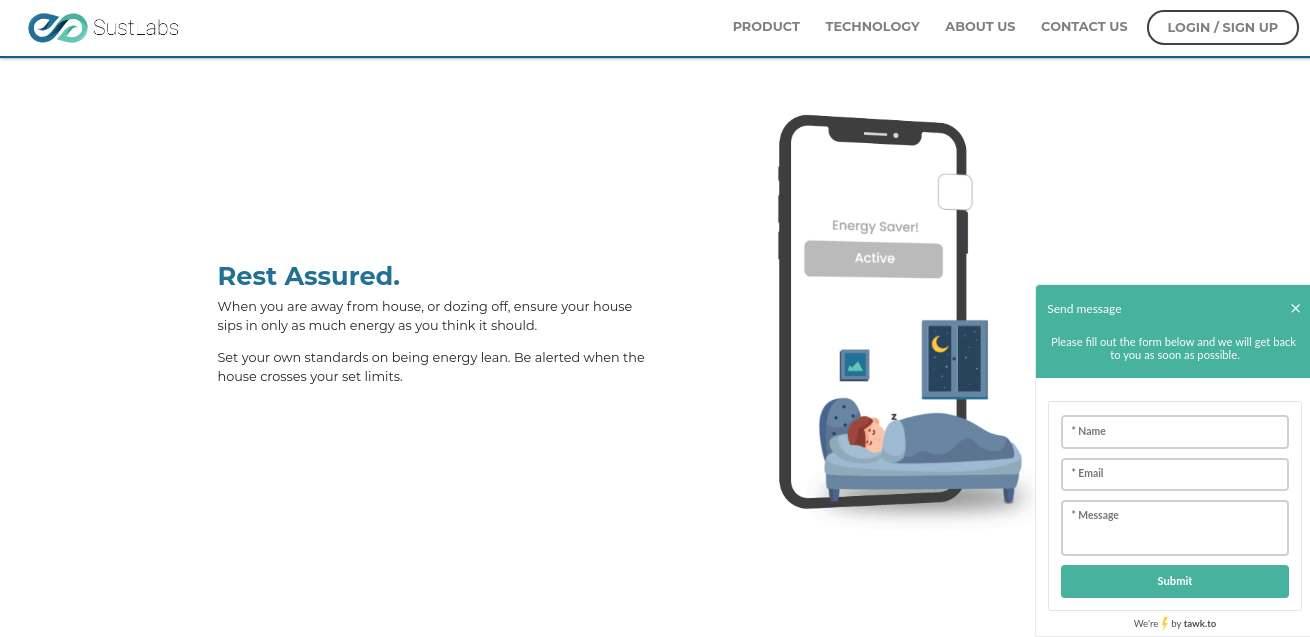 SustLabs
PRODUCT
TECHNOLOGY
ABOUT US
CONTACT US
LOGIN / SIGN UP
Rest Assured.
When you are away from house, or dozing off, ensure your house
sips in only as much energy as you think it should.
Set your own standards on being energy lean. Be alerted when the
house crosses your set limits.
Energy Saver!
Active
z
Send message
Please fill out the form below and we will get back
to you as soon as possible.
* Name
* Email
* Message
Submit
We're by tawk.to